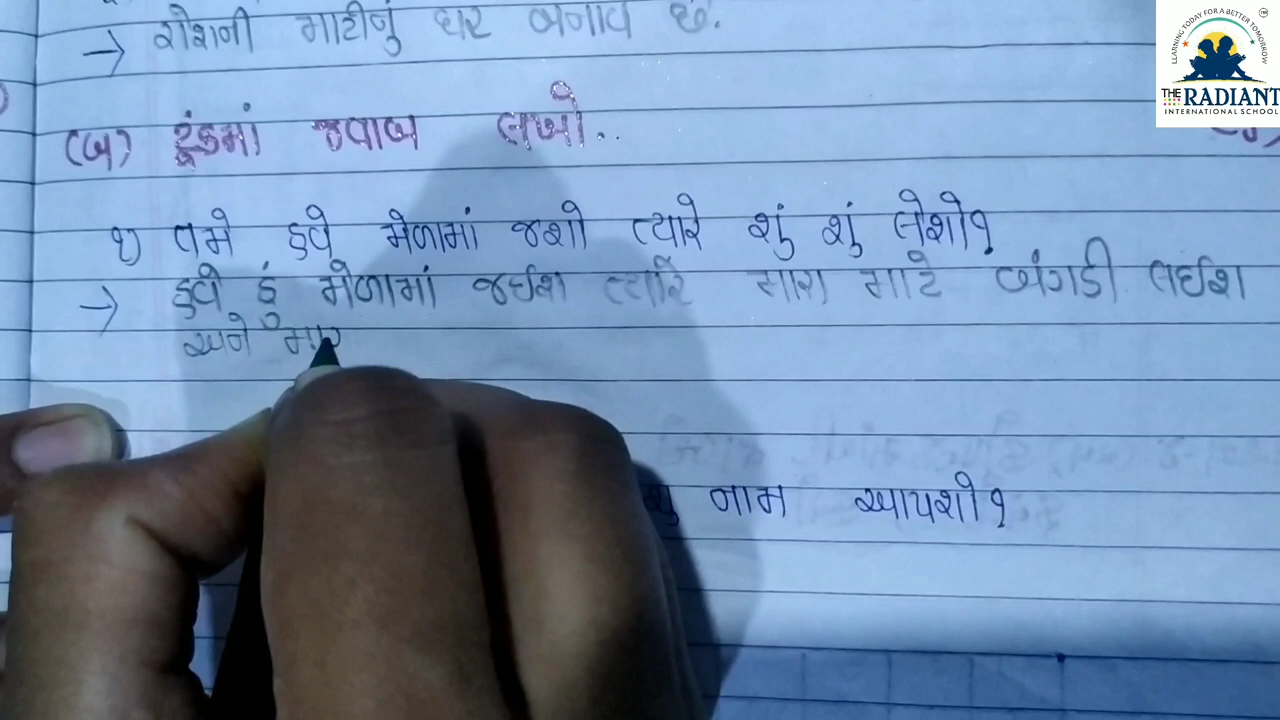 → રોશની માટીનું ઘર બનાવે છે.
(બ) ટૂંકમાં જવાબ લખો..
૧) તમે હવે મેળામાં જશો ત્યારે શું શું લેશો?
→ હવે હું મેળામાં જઈશ ત્યારે મારા માટે બંગડી લઈશ
અને માર
શું નામ આપશો?
LEARNING TODAY FOR A BETTER TOMORROW
THE RADIANT
INTERNATIONAL SCHOOL